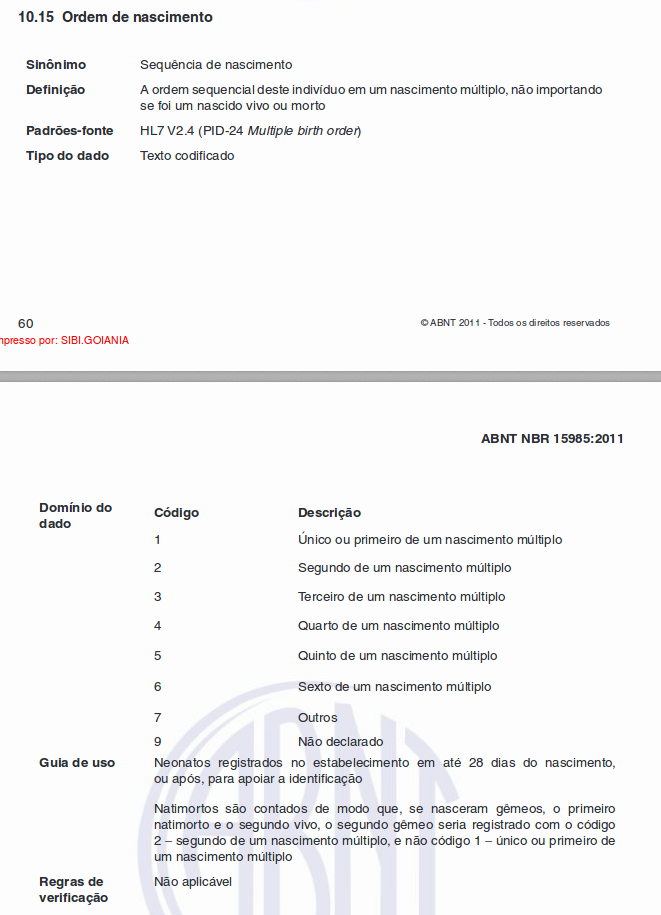 10.15 Ordem de nascimento
Sinônimo Sequência de nascimento
Definição A ordem sequencial deste indivíduo em um nascimento múltiplo, não importando
se foi um nascido vivo ou morto
Padrões-fonte HL7 V2.4 (PID-24 Multiple birth order)
Tipo do dado Texto codificado
60 © ABNT 2011 - Todos os direitos reservados
npresso por: SIBI.GOIANIA
ABNT NBR 15985:2011
Domínio do
dado
Código Descrição
1 Único ou primeiro de um nascimento múltiplo
2 Segundo de um nascimento múltiplo
3 Terceiro de um nascimento múltiplo
4 Quarto de um nascimento múltiplo
5 Quinto de um nascimento múltiplo
6 Sexto de um nascimento múltiplo
7 Outros
9 Não declarado
Guia de uso Neonatos registrados no estabelecimento em até 28 dias do nascimento,
ou após, para apoiar a identificação
Natimortos são contados de modo que, se nasceram gêmeos, o primeiro
natimorto e o segundo vivo, o segundo gêmeo seria registrado com o código
2 – segundo de um nascimento múltiplo, e não código 1 – único ou primeiro de
um nascimento múltiplo
Regras de
verificação
Não aplicável
ABNT